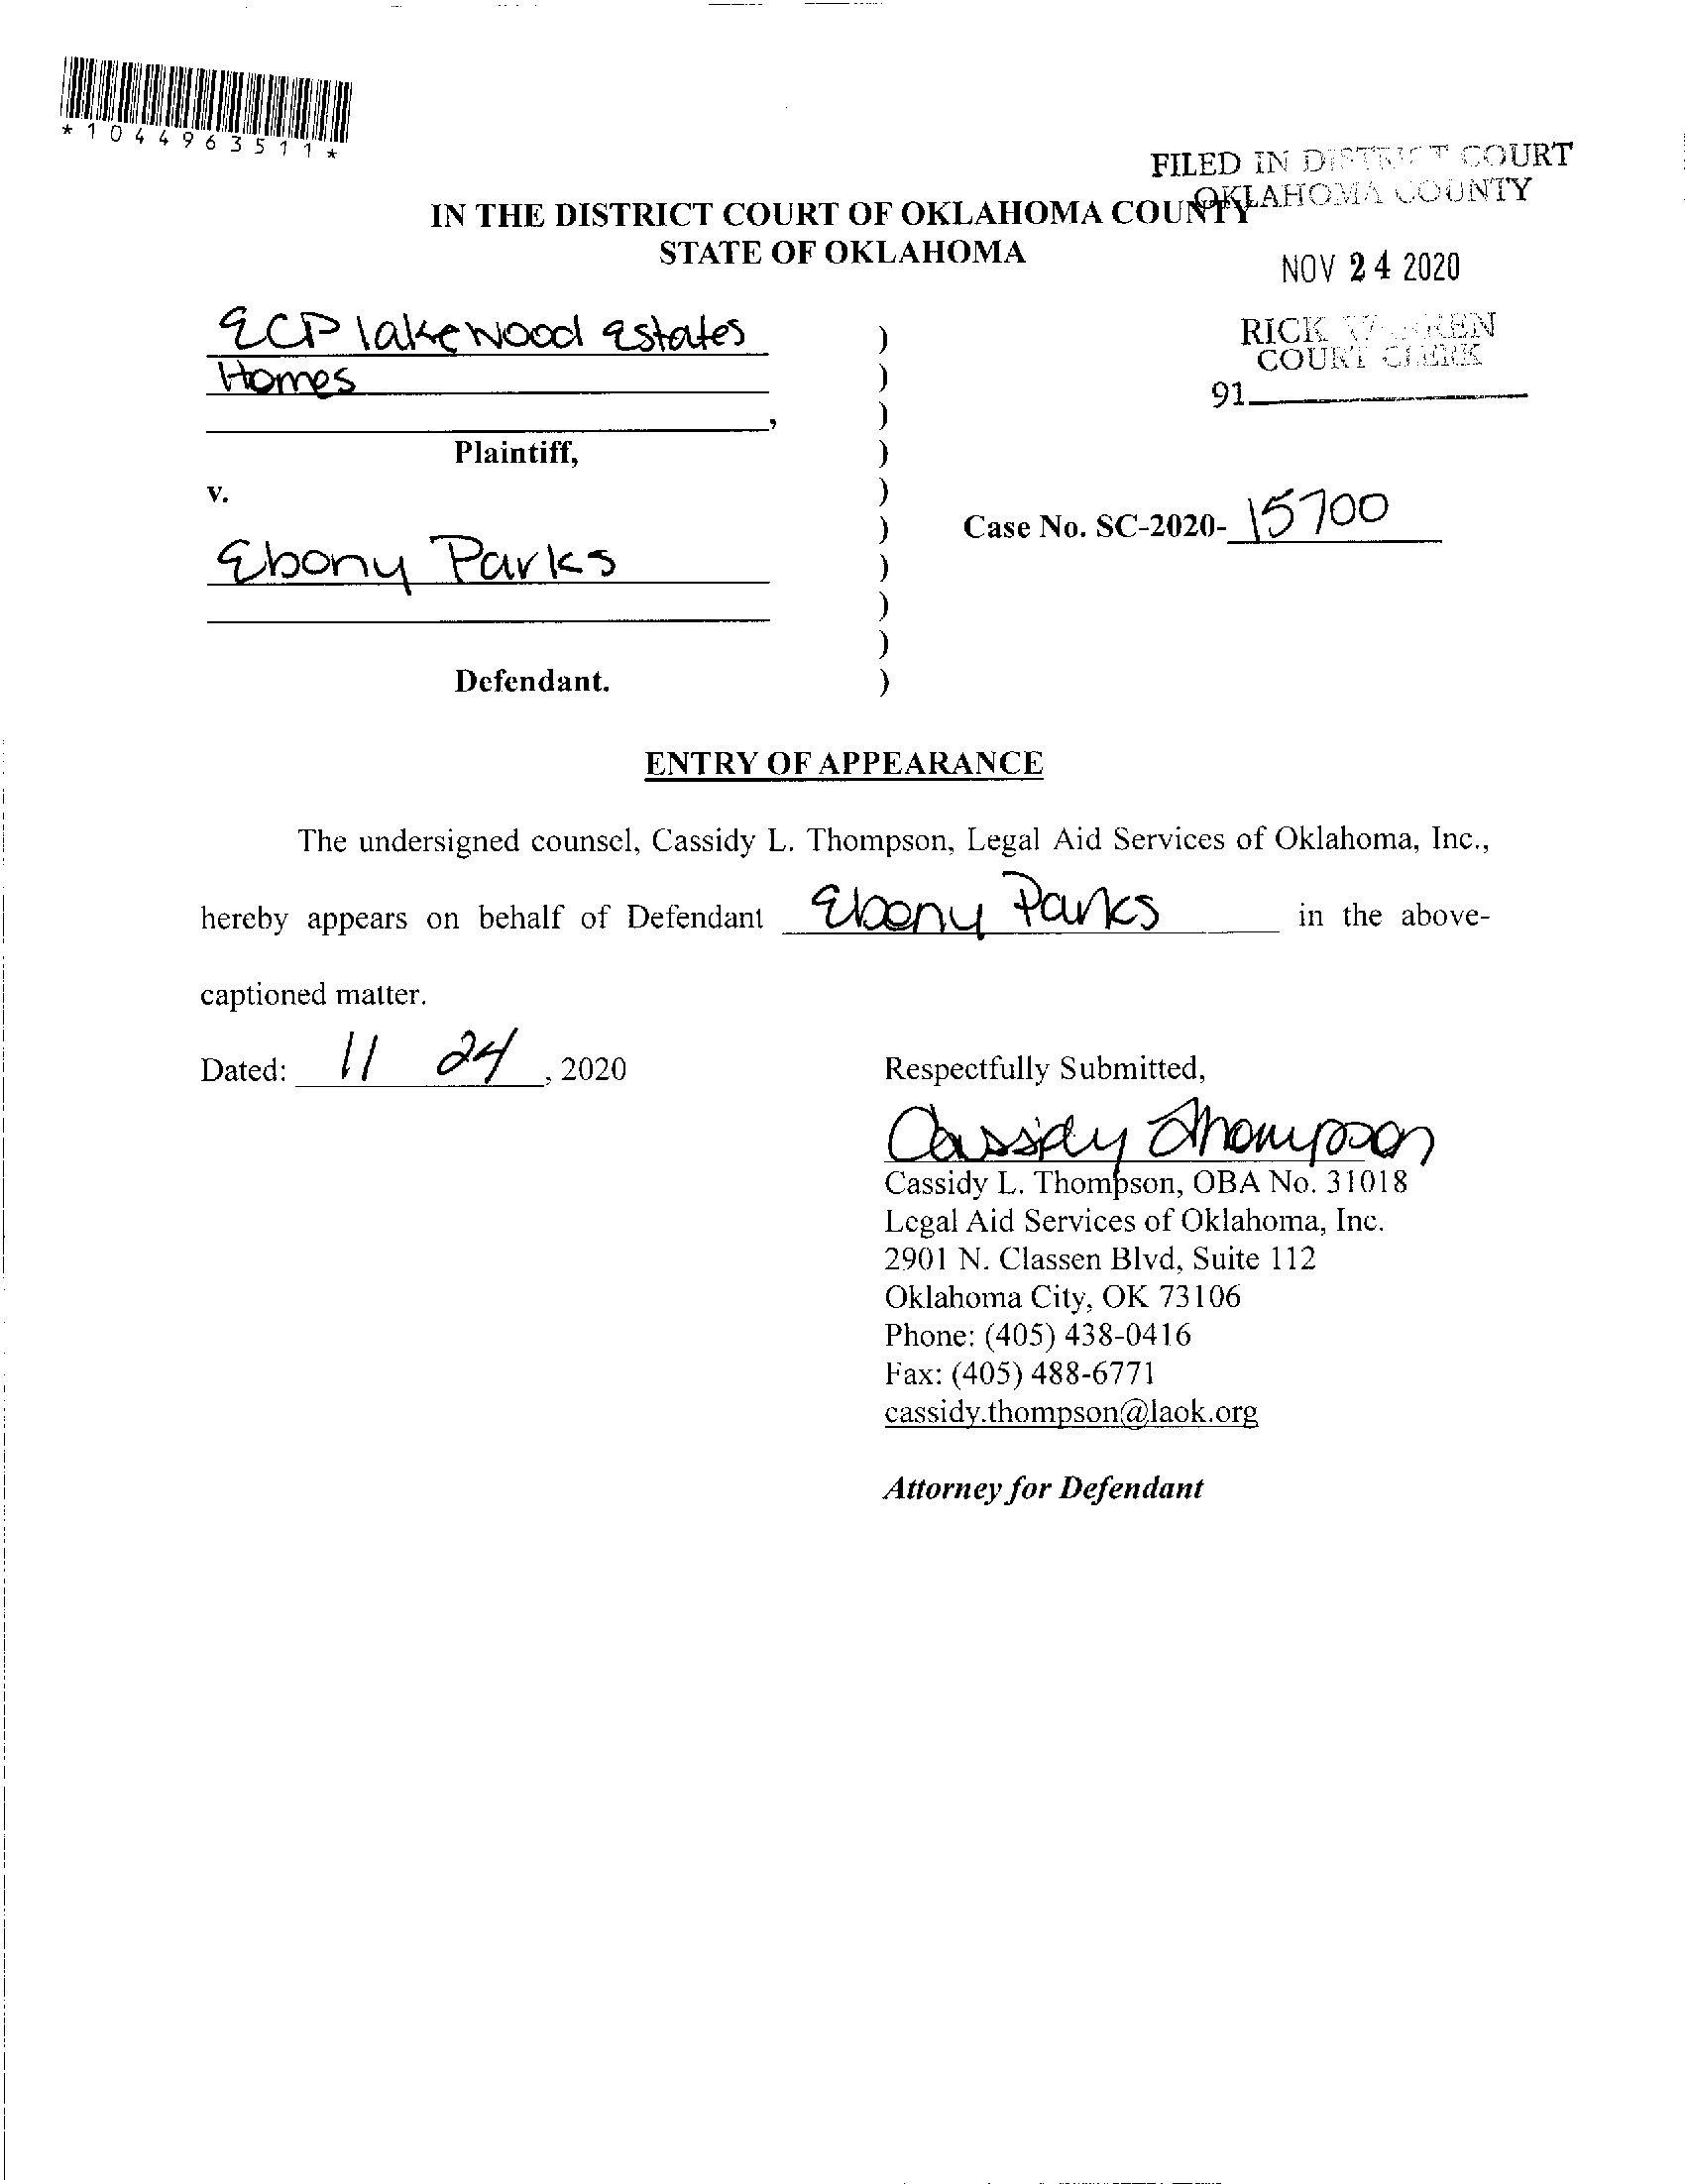 *1044963511*
FILED IN DISTRICT COURT
OKLAHOMA COUNTY
IN THE DISTRICT COURT OF OKLAHOMA COUNTY
STATE OF OKLAHOMA
NOV 24 2020
RICK WARREN
COURT CLERK
91
ECP lakewood Estates
Homes
,
Plaintiff,
v.
Case No. SC-2020- 15700
Ebony Parks
Defendant.
)
)
)
)
)
)
)
)
)
)
ENTRY OF APPEARANCE
The undersigned counsel, Cassidy L. Thompson, Legal Aid Services of Oklahoma, Inc.,
hereby appears on behalf of Defendant Ebony Parks in the above-
captioned matter.
Dated: 11 24, 2020
Respectfully Submitted,
Cassidy Thompson
Cassidy L. Thompson, OBA No. 31018
Legal Aid Services of Oklahoma, Inc.
2901 N. Classen Blvd, Suite 112
Oklahoma City, OK 73106
Phone: (405) 438-0416
Fax: (405) 488-6771
cassidy.thompson@laok.org
Attorney for Defendant